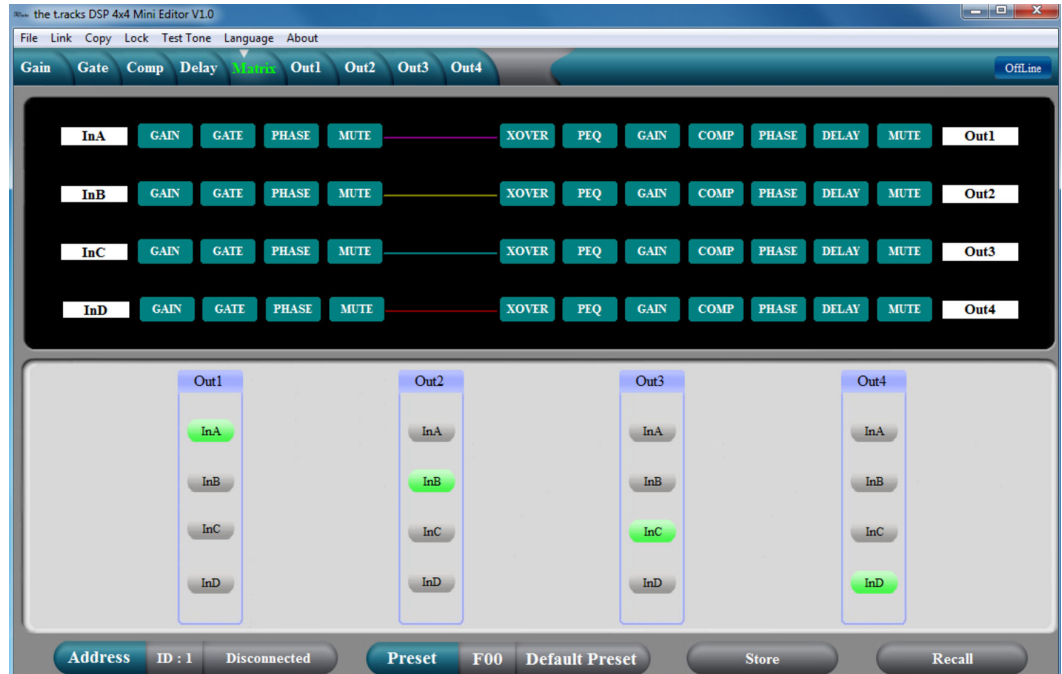 the t.racks DSP 4x4 Mini Editor V1.0
File Link Copy Lock Test Tone Language About
Gain Gate Comp Delay Matrix Out1 Out2 Out3 Out4 OffLine
InA GAIN GATE PHASE MUTE XOVER PEQ GAIN COMP PHASE DELAY MUTE Out1
InB GAIN GATE PHASE MUTE XOVER PEQ GAIN COMP PHASE DELAY MUTE Out2
InC GAIN GATE PHASE MUTE XOVER PEQ GAIN COMP PHASE DELAY MUTE Out3
InD GAIN GATE PHASE MUTE XOVER PEQ GAIN COMP PHASE DELAY MUTE Out4
Out1 Out2 Out3 Out4
InA InA InA InA
InB InB InB InB
InC InC InC InC
InD InD InD InD
Address ID : 1 Disconnected Preset F00 Default Preset Store Recall